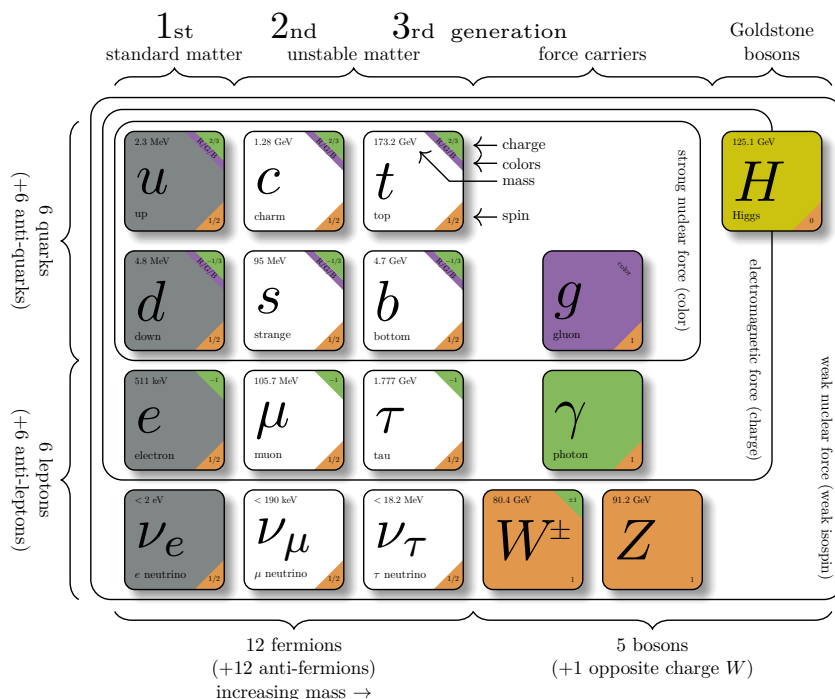 1st 2nd 3rd generation
standard matter unstable matter force carriers Goldstone bosons
6 quarks
(+6 anti-quarks)
6 leptons
(+6 anti-leptons)
2.3 MeV 2/3 R/G/B
u
up 1/2
1.28 GeV 2/3 R/G/B
c
charm 1/2
173.2 GeV 2/3 R/G/B
t
top 1/2
charge
colors
mass
spin
125.1 GeV
H
Higgs 0
4.8 MeV −1/3 R/G/B
d
down 1/2
95 MeV −1/3 R/G/B
s
strange 1/2
4.7 GeV −1/3 R/G/B
b
bottom 1/2
color
g
gluon 1
strong nuclear force (color)
511 keV −1
e
electron 1/2
105.7 MeV −1
μ
muon 1/2
1.777 GeV −1
τ
tau 1/2
γ
photon 1
electromagnetic force (charge)
< 2 eV
νe
e neutrino 1/2
< 190 keV
νμ
μ neutrino 1/2
< 18.2 MeV
ντ
τ neutrino 1/2
80.4 GeV ±1
W±
1
91.2 GeV
Z
1
weak nuclear force (weak isospin)
12 fermions
(+12 anti-fermions)
increasing mass →
5 bosons
(+1 opposite charge W)